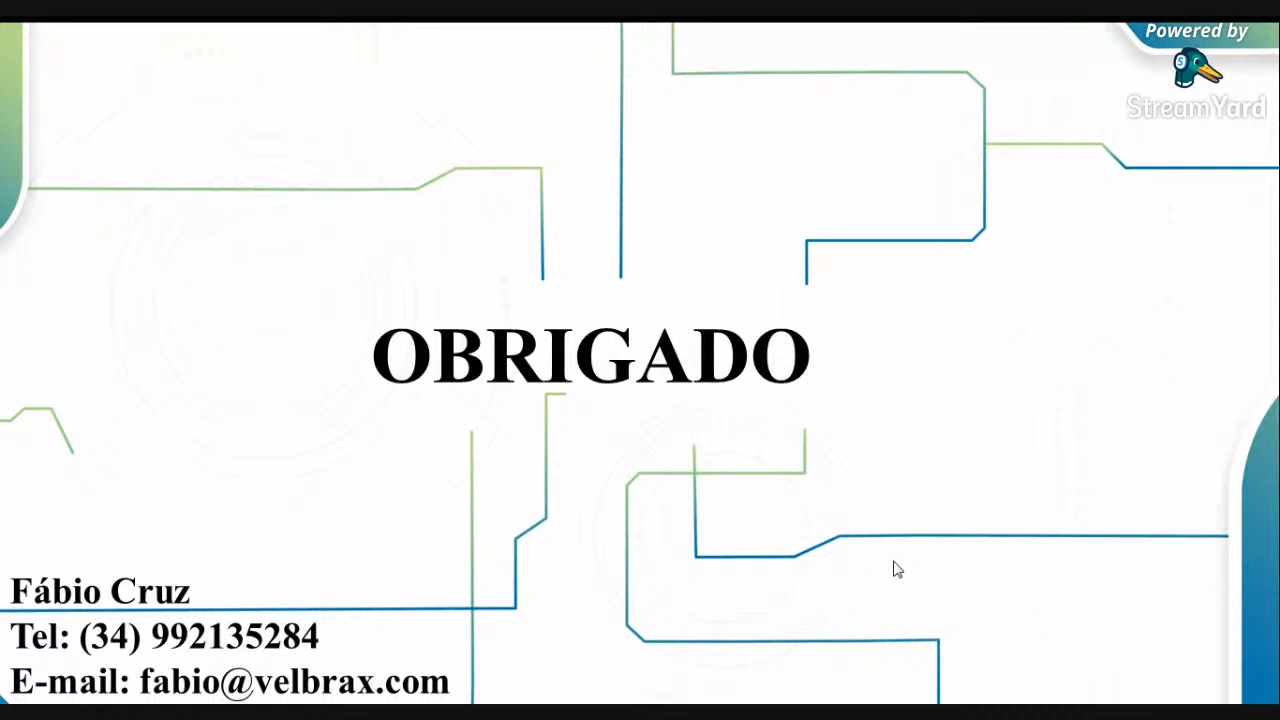 Powered by
StreamYard
OBRIGADO
Fábio Cruz
Tel: (34) 992135284
E-mail: fabio@velbrax.com